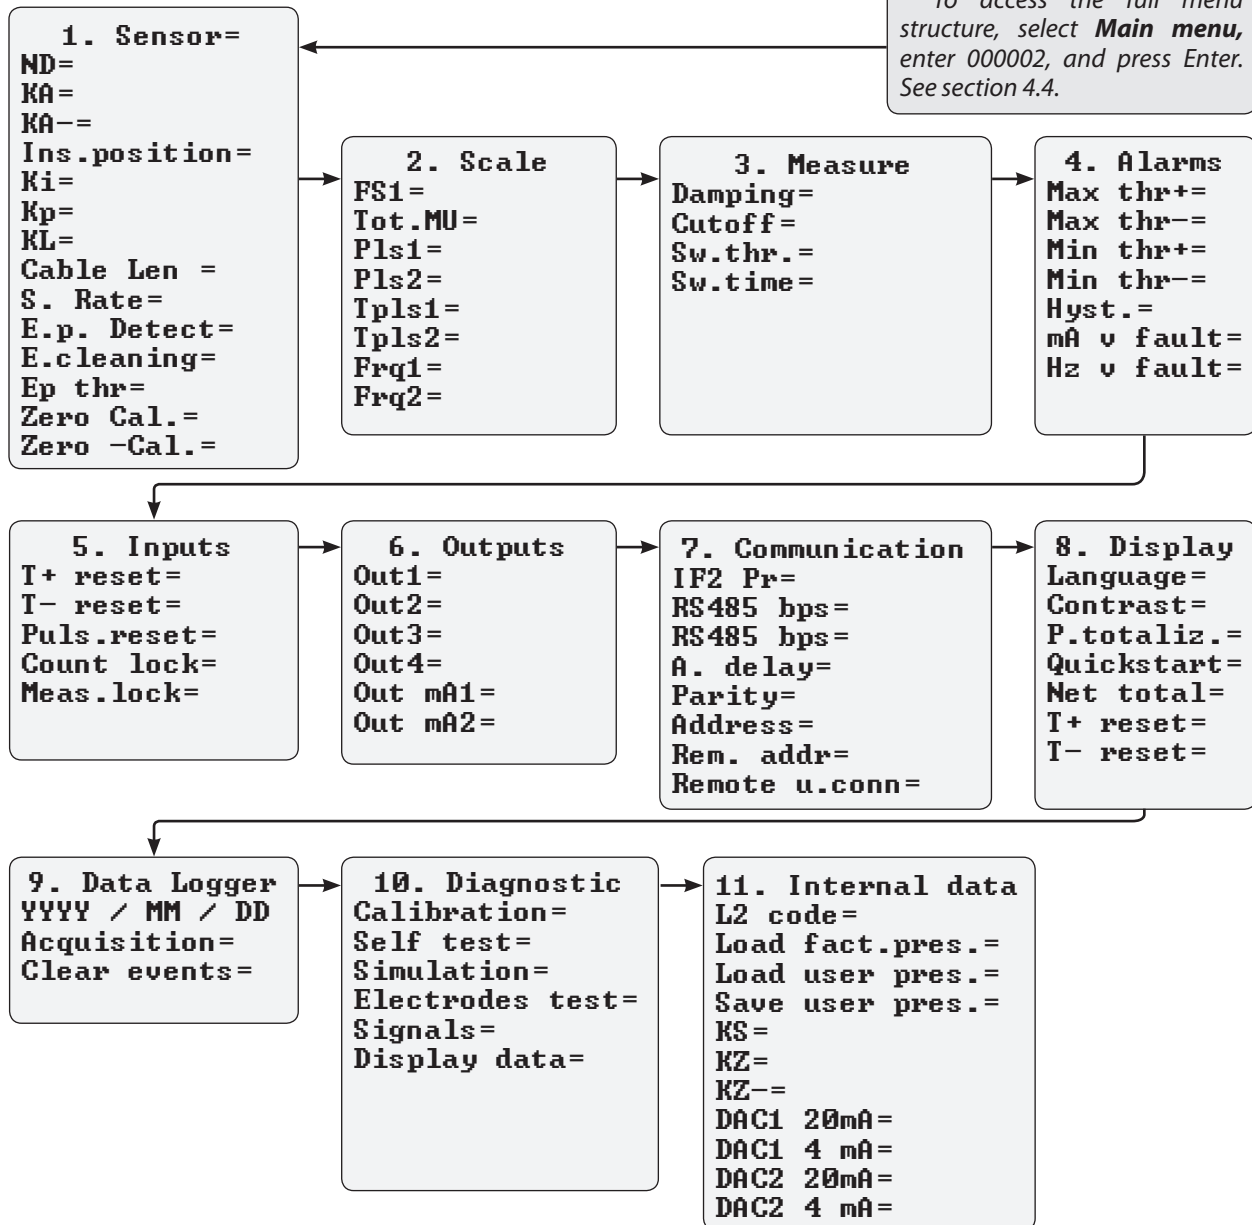 To access the full menu
structure, select Main menu,
enter 000002, and press Enter.
See section 4.4.
1. Sensor=
ND=
KA=
KA-=
Ins.position=
Ki=
Kp=
KL=
Cable Len =
S. Rate=
E.p. Detect=
E.cleaning=
Ep thr=
Zero Cal.=
Zero -Cal.=
2. Scale
FS1=
Tot.MU=
Pls1=
Pls2=
Tpls1=
Tpls2=
Frq1=
Frq2=
3. Measure
Damping=
Cutoff=
Sw.thr.=
Sw.time=
4. Alarms
Max thr+=
Max thr-=
Min thr+=
Min thr-=
Hyst.=
mA v fault=
Hz v fault=
5. Inputs
T+ reset=
T- reset=
Puls.reset=
Count lock=
Meas.lock=
6. Outputs
Out1=
Out2=
Out3=
Out4=
Out mA1=
Out mA2=
7. Communication
IF2 Pr=
RS485 bps=
RS485 bps=
A. delay=
Parity=
Address=
Rem. addr=
Remote u.conn=
8. Display
Language=
Contrast=
P.totaliz.=
Quickstart=
Net total=
T+ reset=
T- reset=
9. Data Logger
YYYY / MM / DD
Acquisition=
Clear events=
10. Diagnostic
Calibration=
Self test=
Simulation=
Electrodes test=
Signals=
Display data=
11. Internal data
L2 code=
Load fact.pres.=
Load user pres.=
Save user pres.=
KS=
KZ=
KZ-=
DAC1 20mA=
DAC1 4 mA=
DAC2 20mA=
DAC2 4 mA=